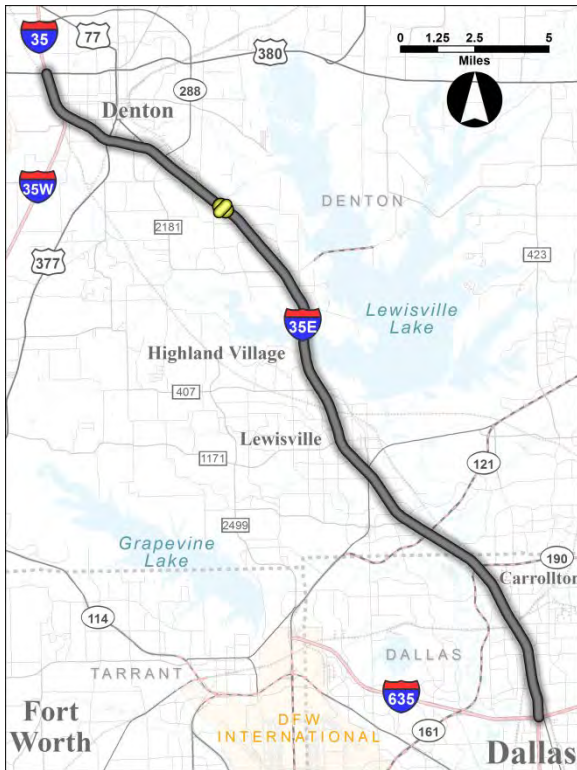 35
77
380
0 1.25 2.5 5
Miles
288
Denton
35W
DENTON
2181
377
423
Lewisville
Lake
35E
Highland Village
407
Lewisville
1171
121
2499
Grapevine
Lake
190
Carrollton
114
DALLAS
TARRANT
635
Fort
Worth
DFW
INTERNATIONAL
161
Dallas